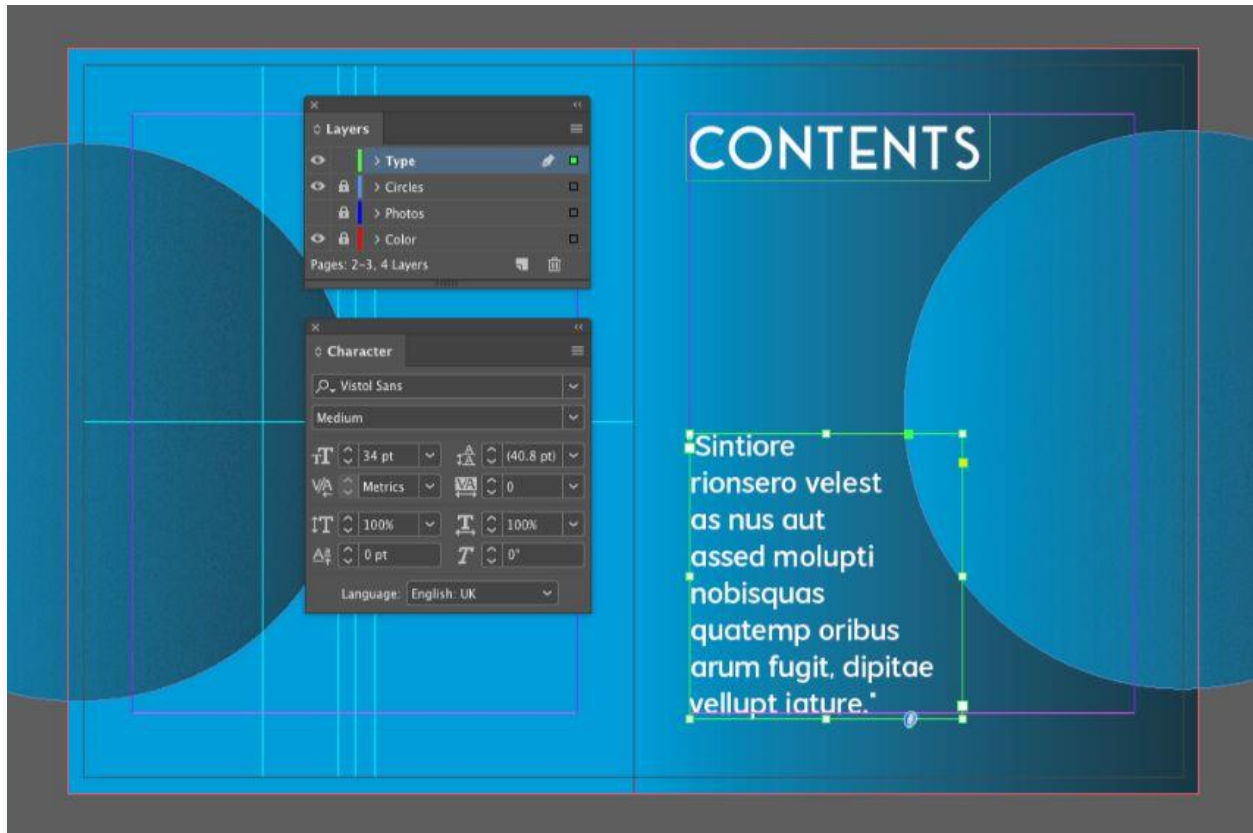 Layers
Type
Circles
Photos
Color
Pages: 2-3, 4 Layers
Character
Vistol Sans
Medium
34 pt
(40.8 pt)
Metrics
0
100%
100%
0 pt
0°
Language: English: UK
CONTENTS
"Sintiore
rionsero velest
as nus aut
assed molupti
nobisquas
quatemp oribus
arum fugit, dipitae
vellupt iature."